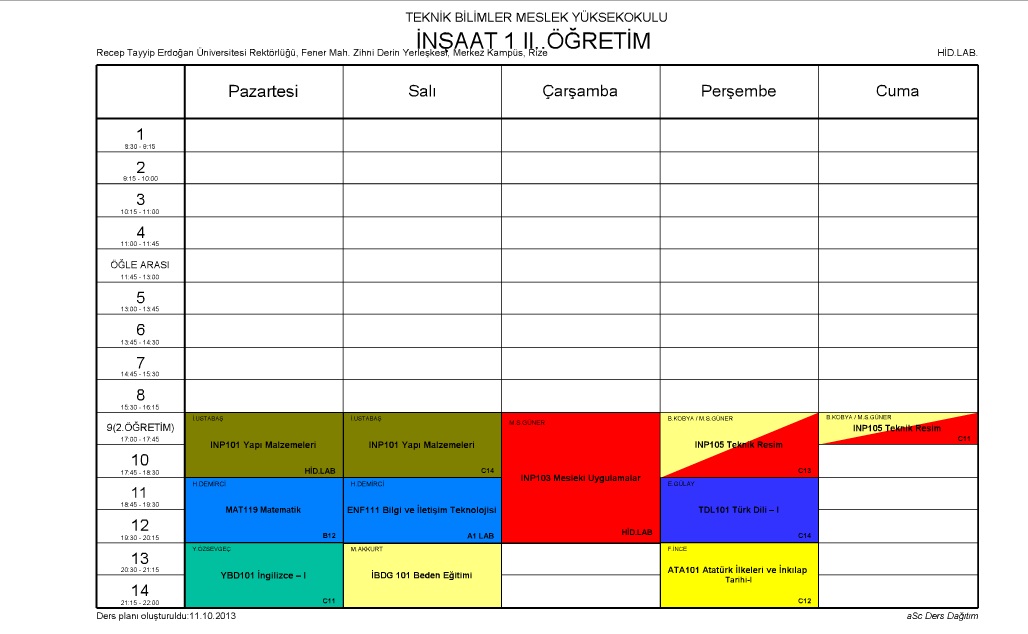 TEKNİK BİLİMLER MESLEK YÜKSEKOKULU
İNŞAAT 1 II. ÖĞRETİM
Recep Tayyip Erdoğan Üniversitesi Rektörlüğü, Fener Mah. Zihni Derin Yerleşkesi, Merkez Kampüs, Rize
HİD.LAB.
Pazartesi Salı Çarşamba Perşembe Cuma
1
8:30 - 9:15
2
9:15 - 10:00
3
10:15 - 11:00
4
11:00 - 11:45
ÖĞLE ARASI
11:45 - 13:00
5
13:00 - 13:45
6
13:45 - 14:30
7
14:45 - 15:30
8
15:30 - 16:15
9(2.ÖĞRETİM)
17:00 - 17:45
İ.USTABAŞ
INP101 Yapı Malzemeleri
HİD.LAB
İ.USTABAŞ
INP101 Yapı Malzemeleri
C14
M.S.GÜNER
INP103 Mesleki Uygulamalar
HİD.LAB
B.KOBYA / M.S.GÜNER
INP105 Teknik Resim
C13
B.KOBYA / M.S.GÜNER
INP105 Teknik Resim
C11
10
17:45 - 18:30
11
18:45 - 19:30
H.DEMİRCİ
MAT119 Matematik
B12
H.DEMİRCİ
ENF111 Bilgi ve İletişim Teknolojisi
A1 LAB
E.GÜLAY
TDL101 Türk Dili – I
C14
12
19:30 - 20:15
13
20:30 - 21:15
Y.ÖZSEVGEÇ
YBD101 İngilizce – I
C11
M.AKKURT
İBDG 101 Beden Eğitimi
F.İNCE
ATA101 Atatürk İlkeleri ve İnkılap
Tarihi-I
C12
14
21:15 - 22:00
Ders planı oluşturuldu:11.10.2013
aSc Ders Dağıtım